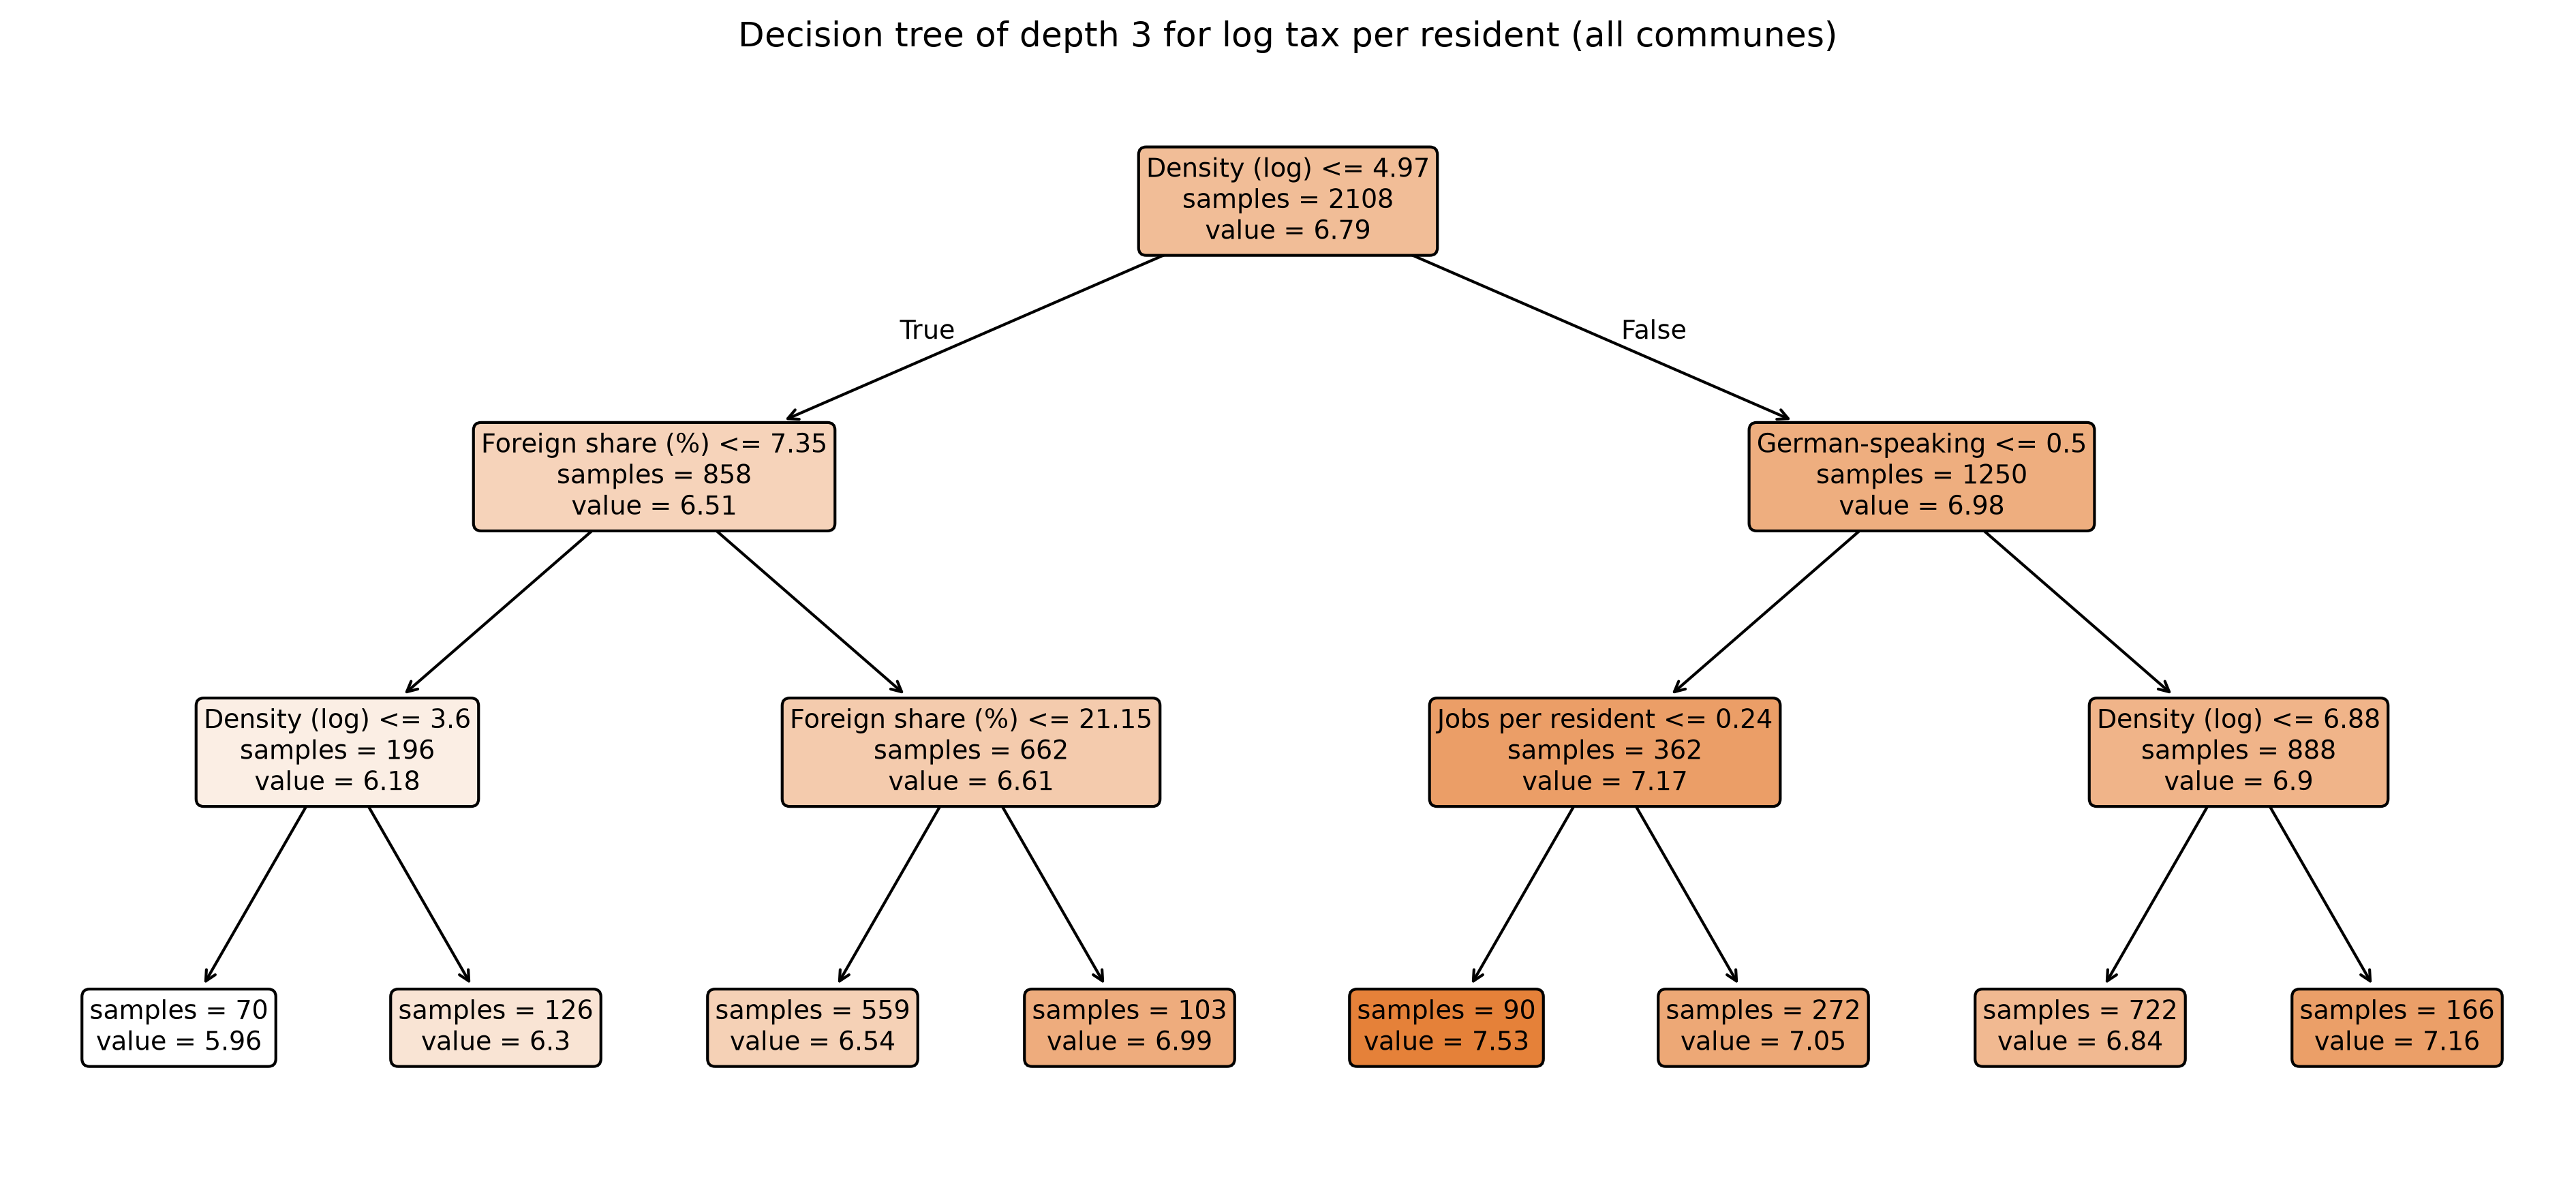 Decision tree of depth 3 for log tax per resident (all communes)
Density (log) <= 4.97
samples = 2108
value = 6.79
True
False
Foreign share (%) <= 7.35
samples = 858
value = 6.51
German-speaking <= 0.5
samples = 1250
value = 6.98
Density (log) <= 3.6
samples = 196
value = 6.18
Foreign share (%) <= 21.15
samples = 662
value = 6.61
Jobs per resident <= 0.24
samples = 362
value = 7.17
Density (log) <= 6.88
samples = 888
value = 6.9
samples = 70
value = 5.96
samples = 126
value = 6.3
samples = 559
value = 6.54
samples = 103
value = 6.99
samples = 90
value = 7.53
samples = 272
value = 7.05
samples = 722
value = 6.84
samples = 166
value = 7.16